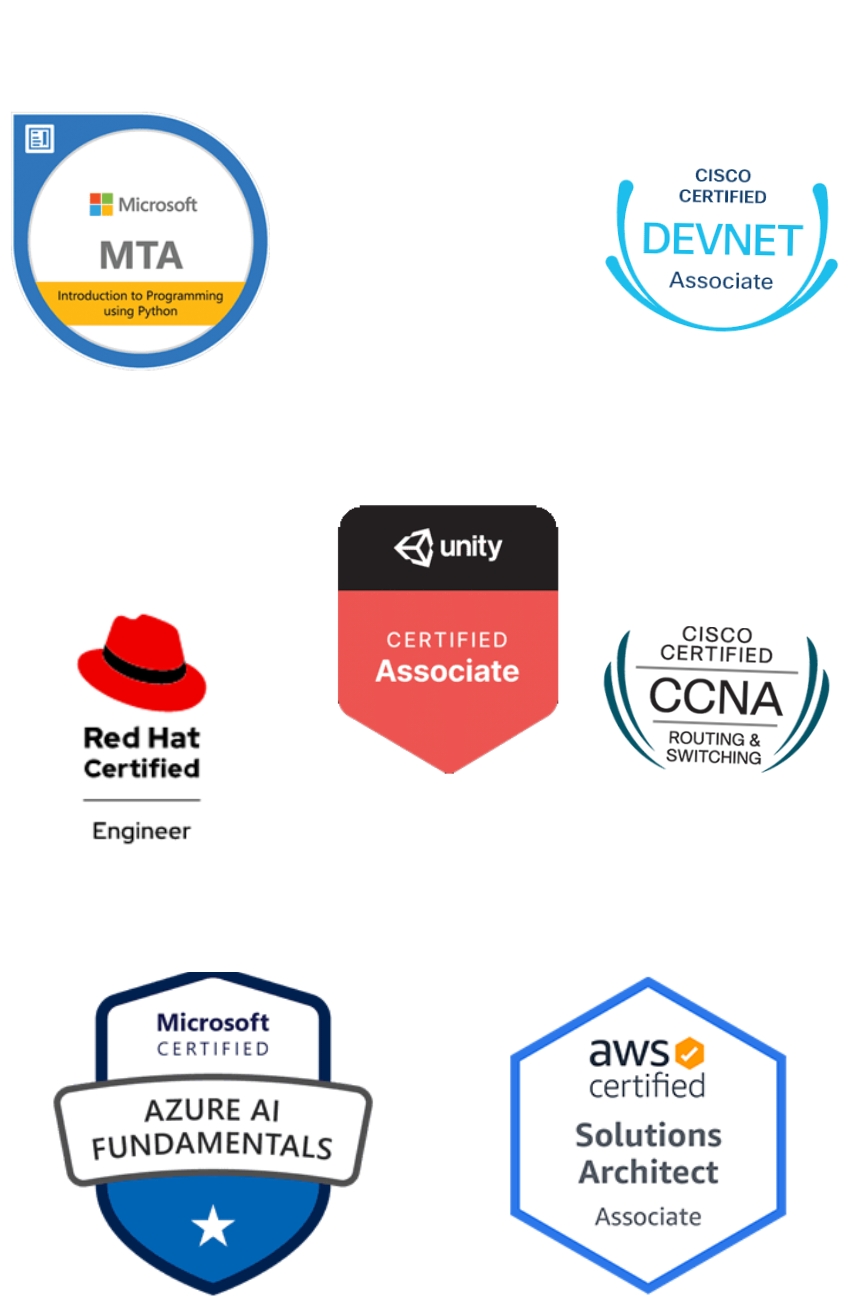 Microsoft
MTA
Introduction to Programming
using Python
CISCO
CERTIFIED
DEVNET
Associate
unity
CERTIFIED
Associate
Red Hat
Certified
Engineer
CISCO
CERTIFIED
CCNA
ROUTING &
SWITCHING
Microsoft
CERTIFIED
AZURE AI
FUNDAMENTALS
aws
certified
Solutions
Architect
Associate